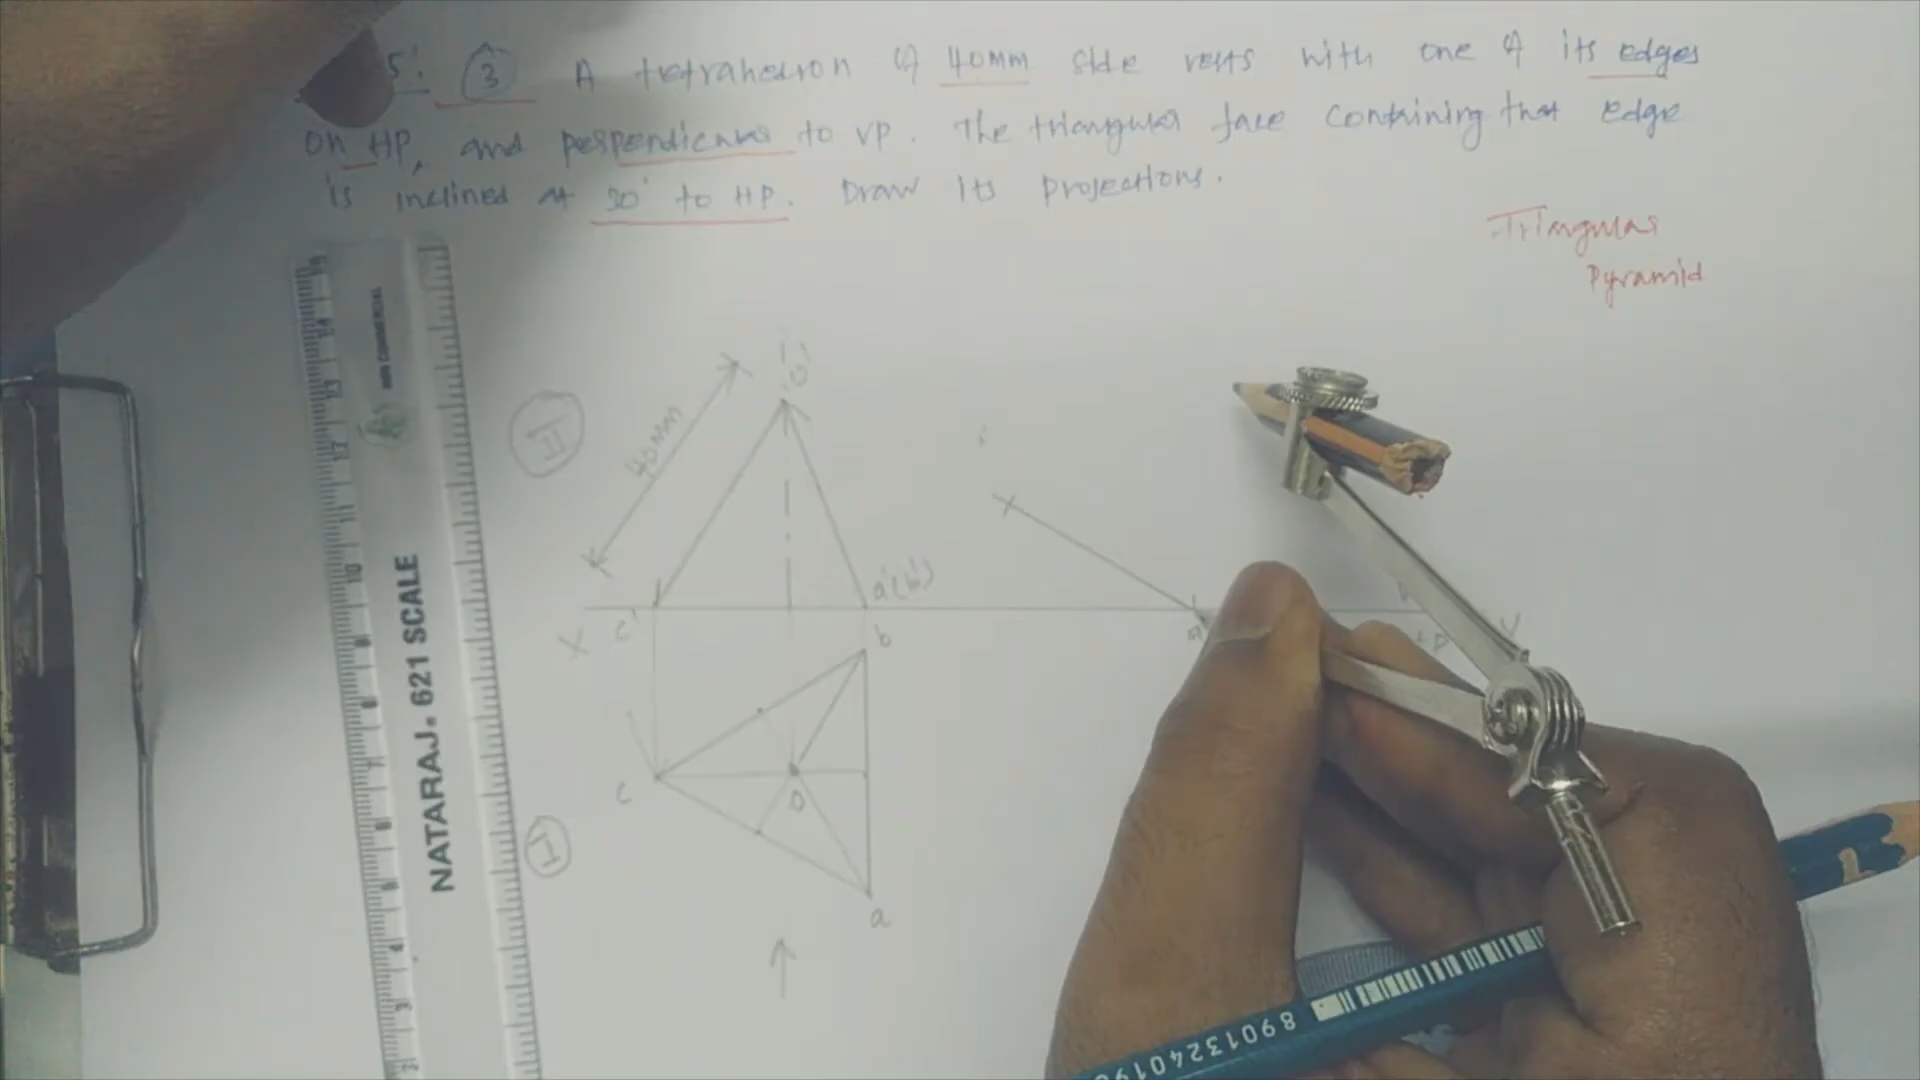 5. ③ A tetrahedron of 40mm side rests with one of its edges
on HP, and perpendicular to VP. The triangular face containing that edge
is inclined at 30° to HP. Draw its projections.
Triangular
Pyramid
o'
II
40mm
a'(b')
X c'
b
NATARAJ. 621 SCALE
c
o
I
a
a'
V
P
8901324019